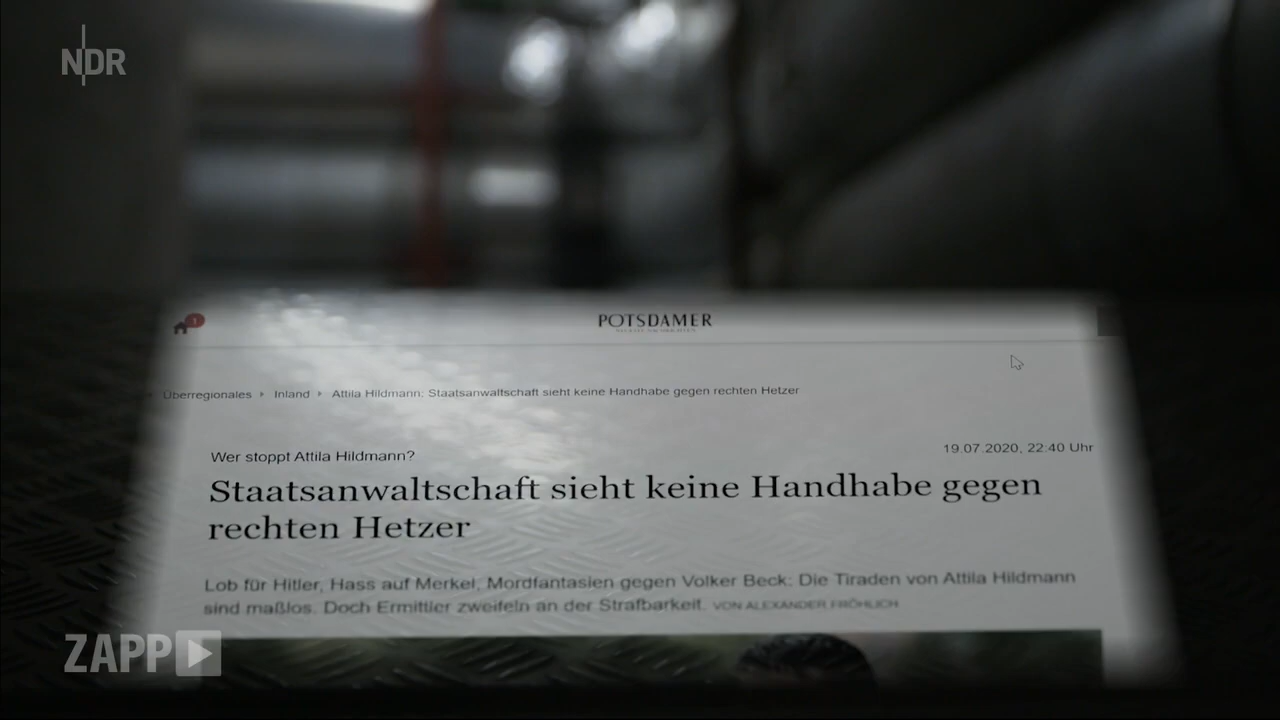 NDR
POTSDAMER
Überregionales Inland Attila Hildmann: Staatsanwaltschaft sieht keine Handhabe gegen rechten Hetzer
Wer stoppt Attila Hildmann?
19.07.2020, 22:40 Uhr
Staatsanwaltschaft sieht keine Handhabe gegen
rechten Hetzer
Lob für Hitler, Hass auf Merkel, Mordfantasien gegen Volker Beck: Die Tiraden von Attila Hildmann
sind maßlos. Doch Ermittler zweifeln an der Strafbarkeit. VON ALEXANDER FRÖHLICH
ZAPP